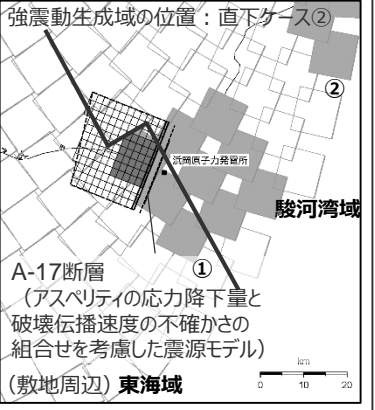 強震動生成域の位置：直下ケース②
②
浜岡原子力発電所
駿河湾域
A-17断層
①
（アスペリティの応力降下量と
破壊伝播速度の不確かさの
組合せを考慮した震源モデル）
km
0 10 20
(敷地周辺) 東海域